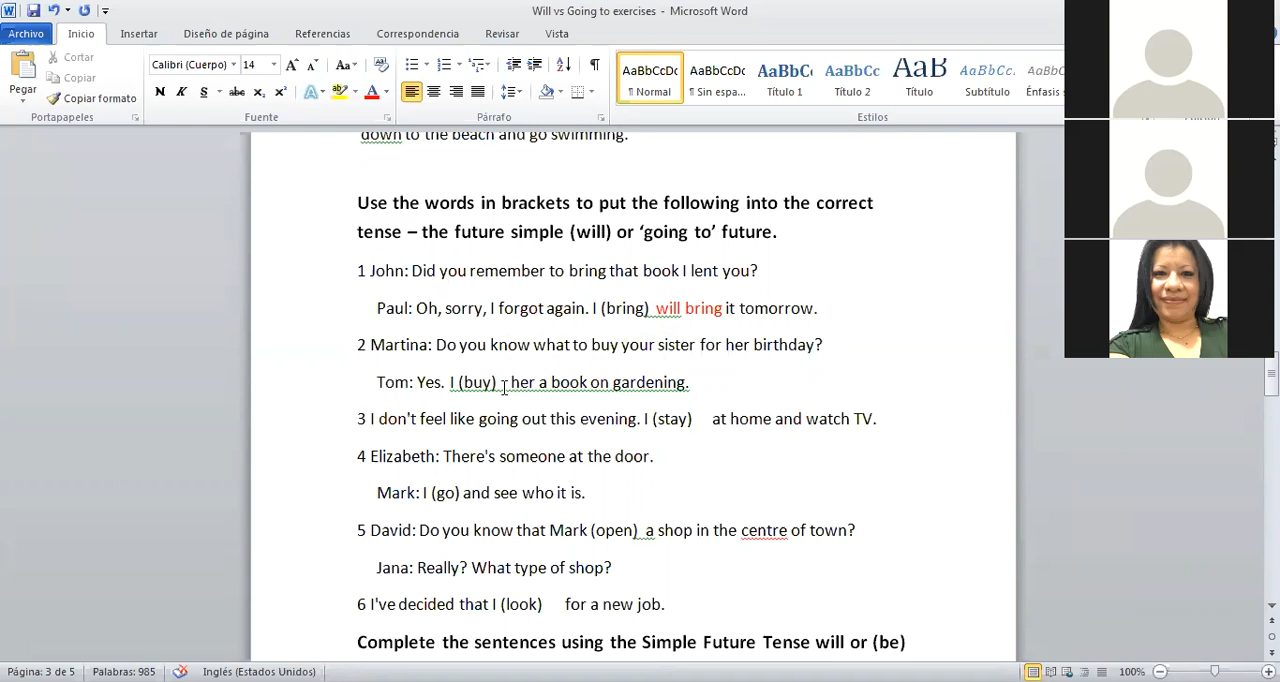 Will vs Going to exercises - Microsoft Word
Archivo Inicio Insertar Diseño de página Referencias Correspondencia Revisar Vista
Pegar
Cortar
Copiar
Copiar formato
Portapapeles
Calibri (Cuerpo) 14
Fuente
Párrafo
AaBbCcDc AaBbCcDc AaBbC AaBbCc AaB AaBbCc AaBbCc
¶ Normal ¶ Sin espa... Título 1 Título 2 Título Subtítulo Énfasis
Estilos
down to the beach and go swimming.
Use the words in brackets to put the following into the correct
tense – the future simple (will) or ‘going to’ future.
1 John: Did you remember to bring that book I lent you?
Paul: Oh, sorry, I forgot again. I (bring) will bring it tomorrow.
2 Martina: Do you know what to buy your sister for her birthday?
Tom: Yes. I (buy) her a book on gardening.
3 I don't feel like going out this evening. I (stay) at home and watch TV.
4 Elizabeth: There's someone at the door.
Mark: I (go) and see who it is.
5 David: Do you know that Mark (open) a shop in the centre of town?
Jana: Really? What type of shop?
6 I've decided that I (look) for a new job.
Complete the sentences using the Simple Future Tense will or (be)
Página: 3 de 5 Palabras: 985 Inglés (Estados Unidos) 100%